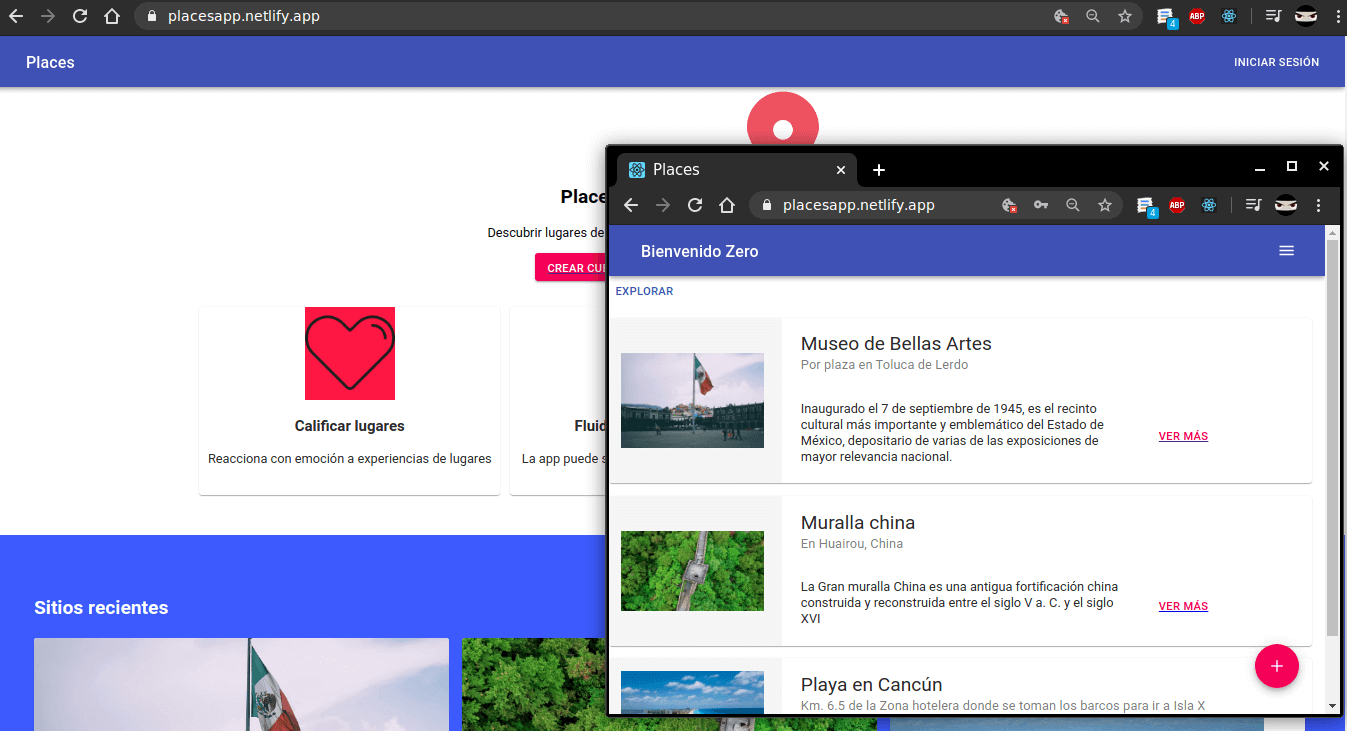 placesapp.netlify.app
4
ABP
Places
INICIAR SESIÓN
Place
Descubrir lugares de
CREAR CUE
Calificar lugares
Reacciona con emoción a experiencias de lugares
Fluid
La app puede s
Sitios recientes
Places
placesapp.netlify.app
4
ABP
Bienvenido Zero
EXPLORAR
Museo de Bellas Artes
Por plaza en Toluca de Lerdo
Inaugurado el 7 de septiembre de 1945, es el recinto
cultural más importante y emblemático del Estado de
México, depositario de varias de las exposiciones de
mayor relevancia nacional.
VER MÁS
Muralla china
En Huairou, China
La Gran muralla China es una antigua fortificación china
construida y reconstruida entre el siglo V a. C. y el siglo
XVI
VER MÁS
Playa en Cancún
Km. 6.5 de la Zona hotelera donde se toman los barcos para ir a Isla X